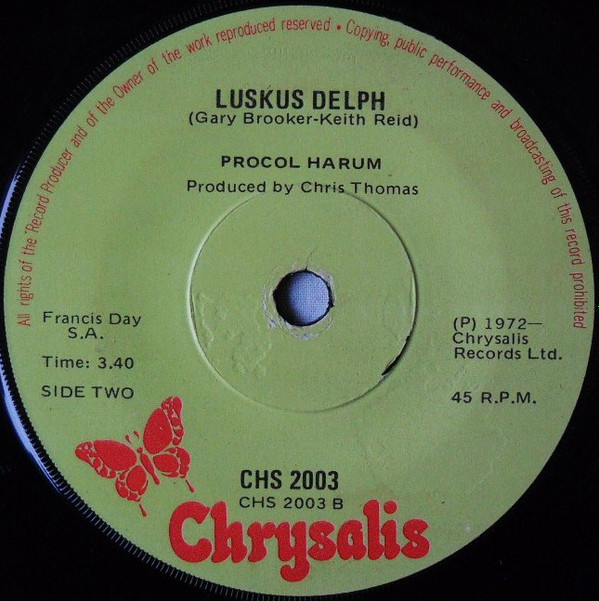 All rights of the Record Producer and of the Owner of the work reproduced reserved • Copying, public performance and broadcasting of this record prohibited
LUSKUS DELPH
(Gary Brooker-Keith Reid)
PROCOL HARUM
Produced by Chris Thomas
Francis Day
S.A.
Time: 3.40
SIDE TWO
(P) 1972—
Chrysalis
Records Ltd.
45 R.P.M.
CHS 2003
CHS 2003 B
Chrysalis